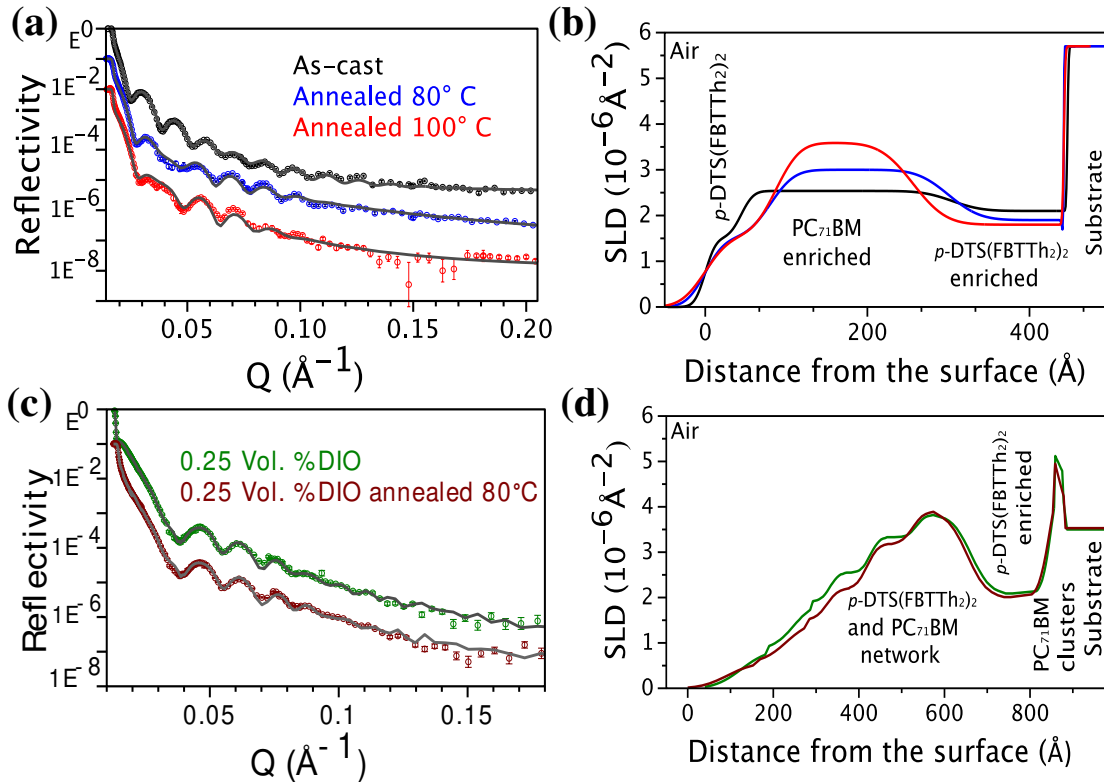 (a)
Reflectivity
E⁰
1E⁻²
1E⁻⁴
1E⁻⁶
1E⁻⁸
As-cast
Annealed 80° C
Annealed 100° C
0.05 0.10 0.15 0.20
Q (Å⁻¹)
(b)
SLD (10⁻⁶Å⁻²)
6
5
4
3
2
1
0
Air
p-DTS(FBTTh₂)₂
PC₇₁BM
enriched
p-DTS(FBTTh₂)₂
enriched
Substrate
0 200 400
Distance from the surface (Å)
(c)
Reflectivity
E⁰
1E⁻²
1E⁻⁴
1E⁻⁶
1E⁻⁸
0.25 Vol. %DIO
0.25 Vol. %DIO annealed 80°C
0.05 0.1 0.15
Q (Å⁻¹)
(d)
SLD (10⁻⁶Å⁻²)
6
5
4
3
2
1
0
Air
p-DTS(FBTTh₂)₂
and PC₇₁BM
network
p-DTS(FBTTh₂)₂
enriched
PC₇₁BM
clusters
Substrate
0 200 400 600 800
Distance from the surface (Å)